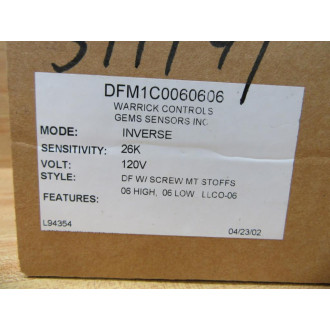 DFM1C0060606
WARRICK CONTROLS
GEMS SENSORS INC
MODE: INVERSE
SENSITIVITY: 26K
VOLT: 120V
STYLE: DF W/ SCREW MT STOFFS
FEATURES: 06 HIGH, 06 LOW LLCO-06
L94354 04/23/02